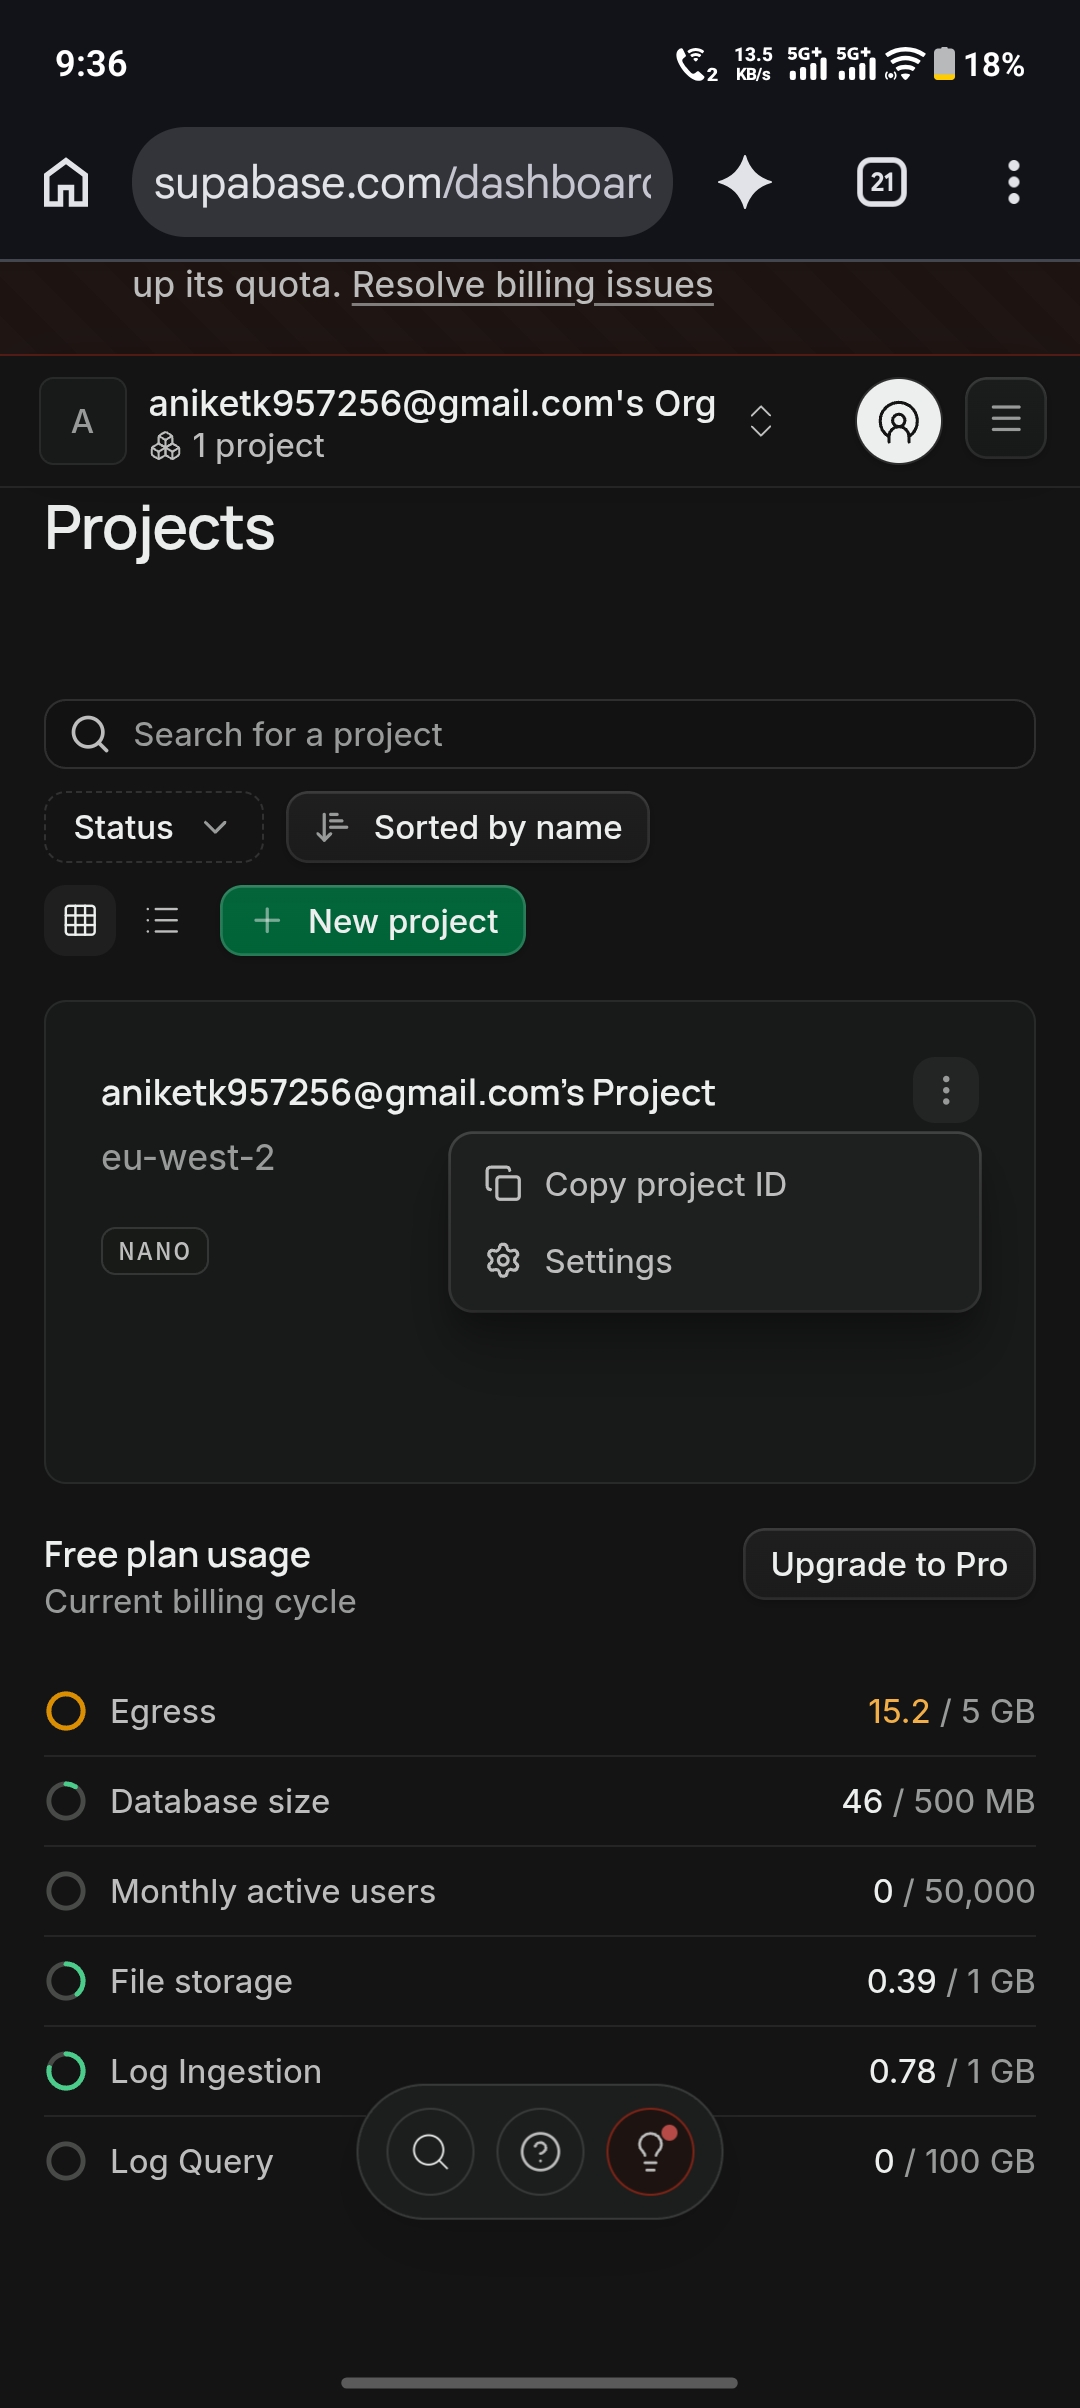 9:36
2
13.5
KB/s
5G+
5G+
18%
supabase.com/dashboard
21
up its quota. Resolve billing issues
A
aniketk957256@gmail.com's Org
1 project
Projects
Search for a project
Status
Sorted by name
New project
aniketk957256@gmail.com's Project
eu-west-2
Copy project ID
NANO
Settings
Free plan usage
Upgrade to Pro
Current billing cycle
Egress 15.2 / 5 GB
Database size 46 / 500 MB
Monthly active users 0 / 50,000
File storage 0.39 / 1 GB
Log Ingestion 0.78 / 1 GB
Log Query 0 / 100 GB